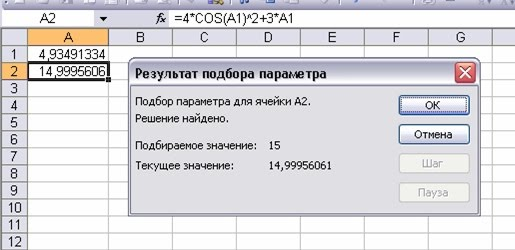 A2 fx =4*COS(A1)^2+3*A1
A B C D E F G
1 4,93491334
2 14,9995606
3
4
5
6
7
8
9
10
11
12
Результат подбора параметра
Подбор параметра для ячейки A2.
Решение найдено.
Подбираемое значение: 15
Текущее значение: 14,99956061
ОК
Отмена
Шаг
Пауза